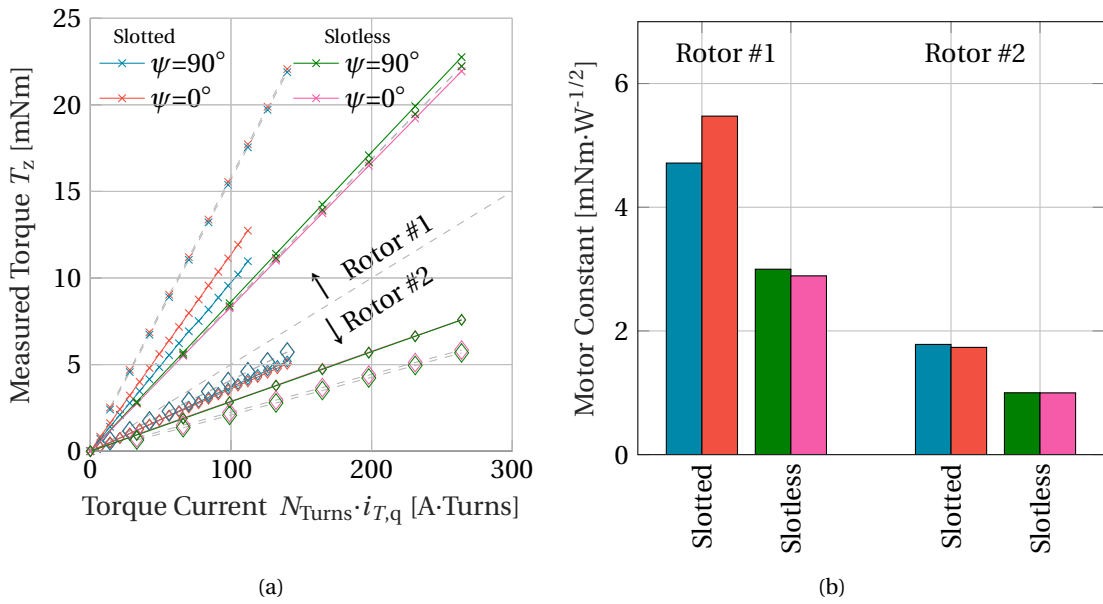 25
20
15
10
5
0
0
100
200
300
Measured Torque T_z [mNm]
Torque Current N_Turns·i_T,q [A·Turns]
Slotted
ψ=90°
ψ=0°
Slotless
ψ=90°
ψ=0°
Rotor #1
Rotor #2
(a)
Motor Constant [mNm·W^-1/2]
6
4
2
0
Rotor #1
Rotor #2
Slotted
Slotless
Slotted
Slotless
(b)